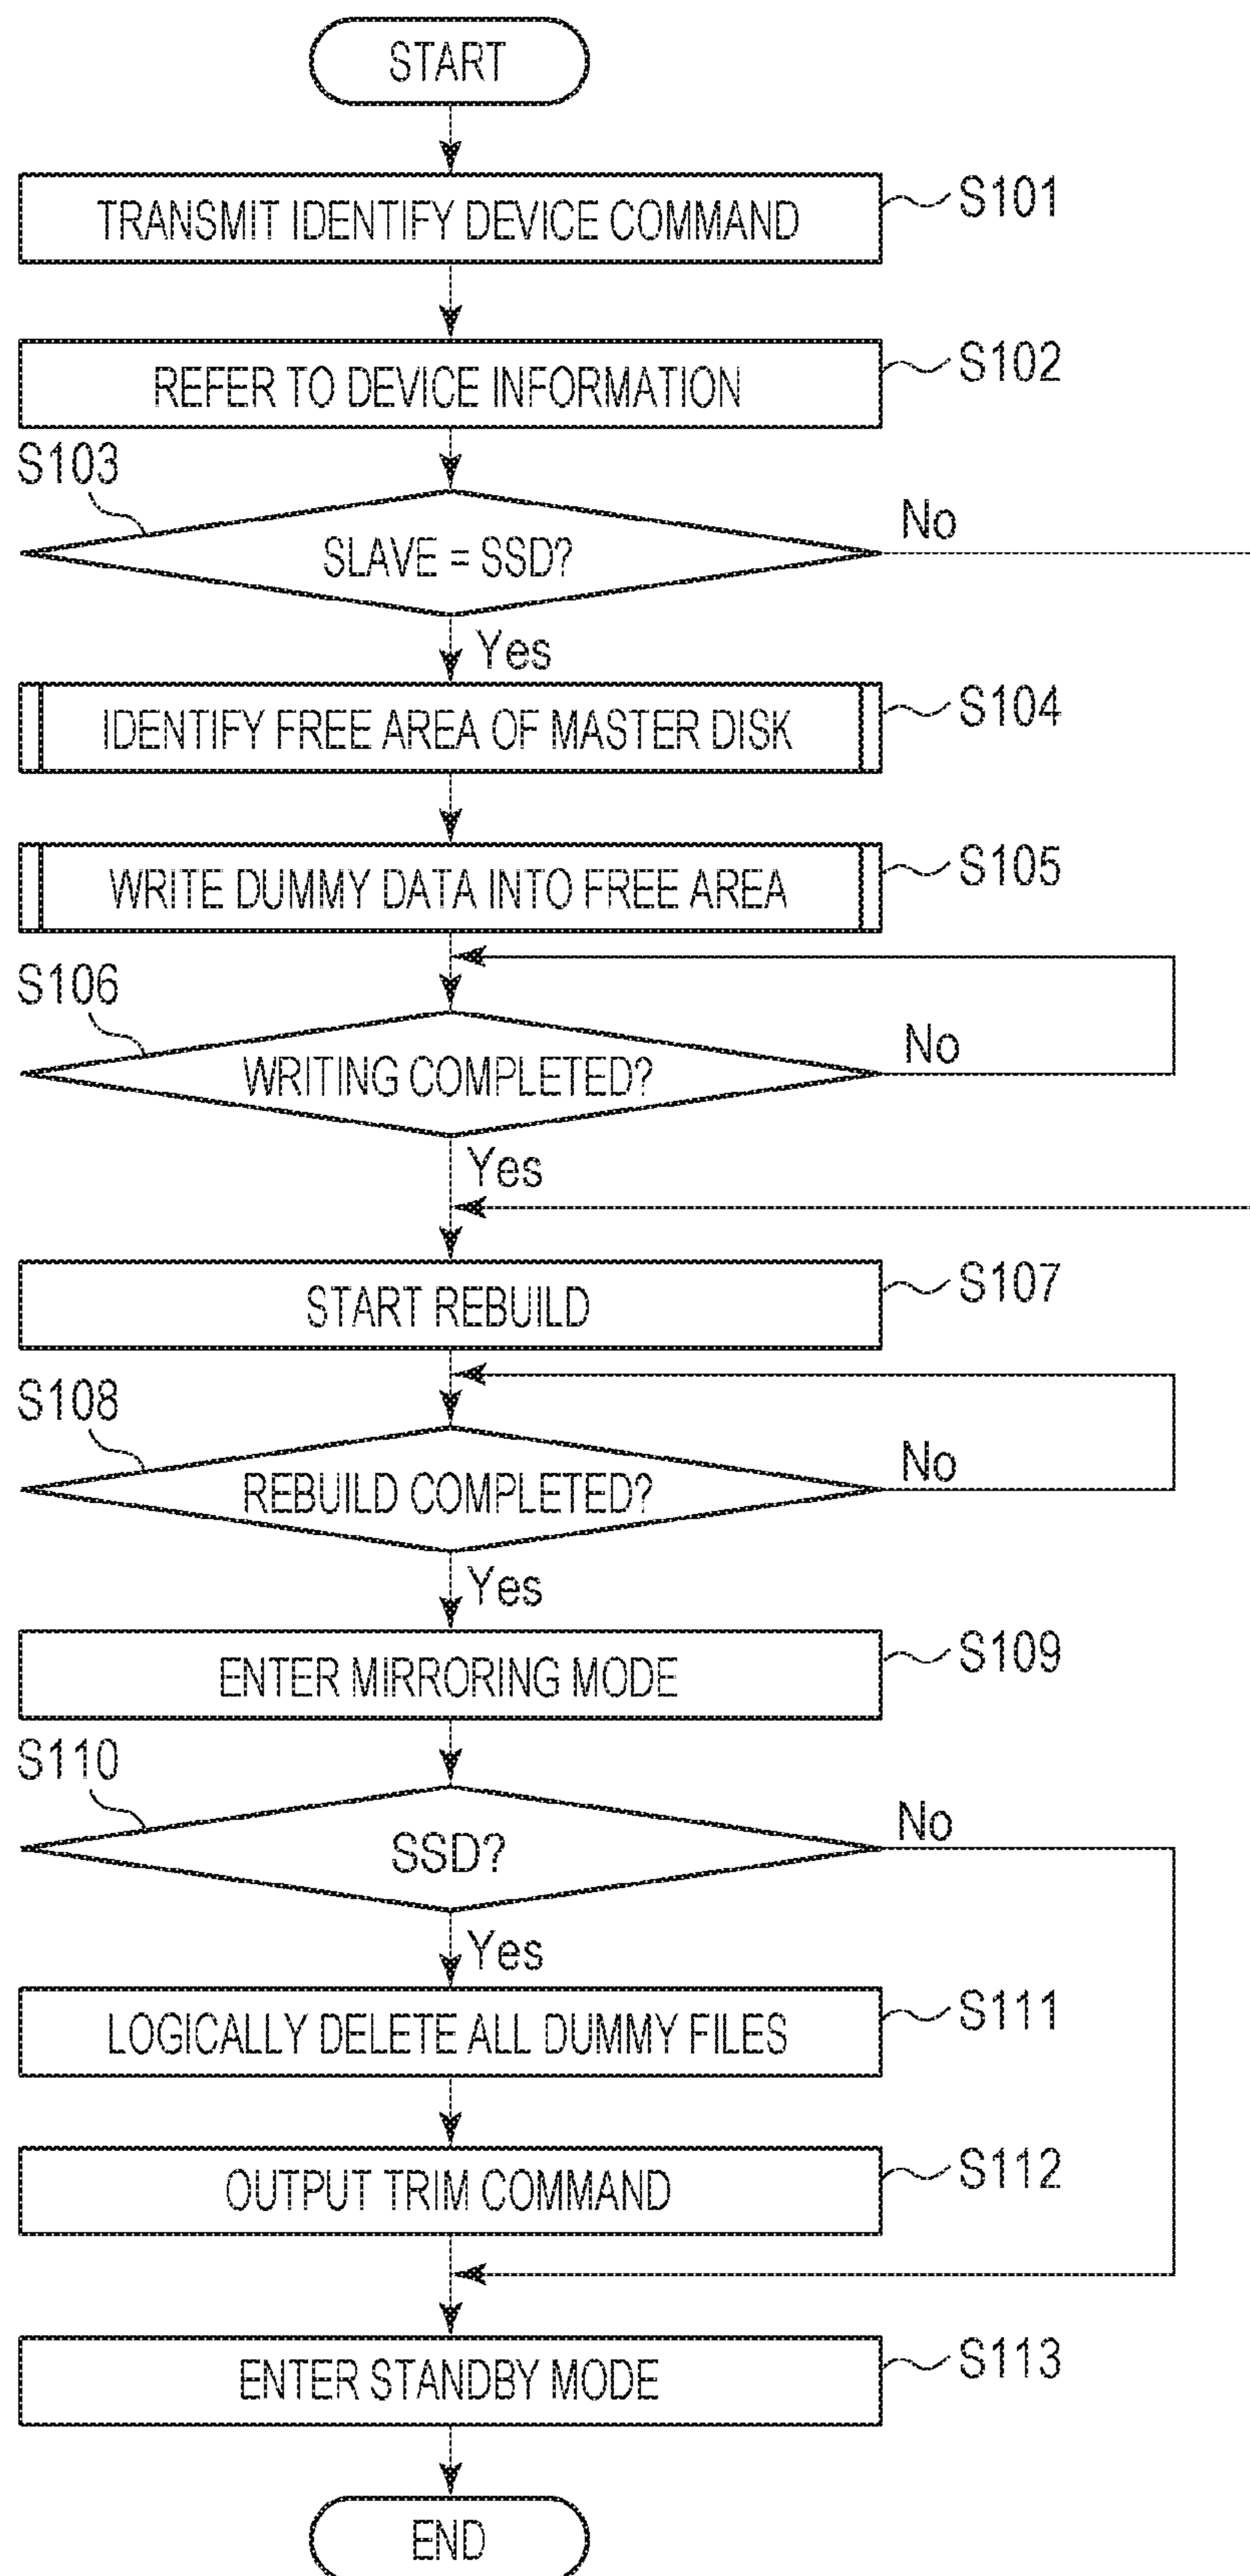 START
TRANSMIT IDENTIFY DEVICE COMMAND
S101
REFER TO DEVICE INFORMATION
S102
S103
SLAVE = SSD?
No
Yes
IDENTIFY FREE AREA OF MASTER DISK
S104
WRITE DUMMY DATA INTO FREE AREA
S105
S106
WRITING COMPLETED?
No
Yes
START REBUILD
S107
S108
REBUILD COMPLETED?
No
Yes
ENTER MIRRORING MODE
S109
S110
SSD?
No
Yes
LOGICALLY DELETE ALL DUMMY FILES
S111
OUTPUT TRIM COMMAND
S112
ENTER STANDBY MODE
S113
END